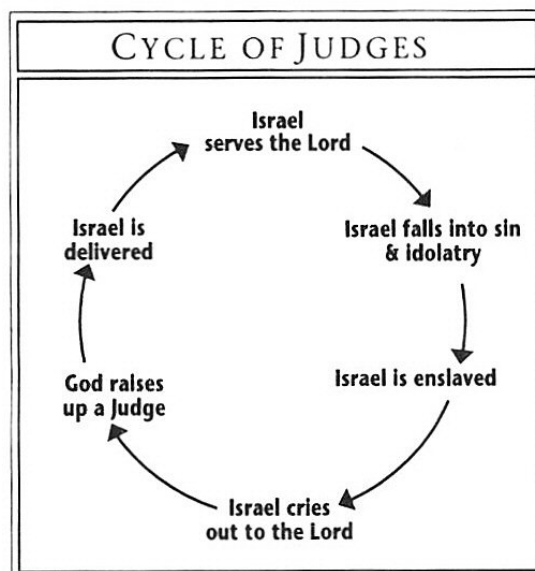 CYCLE OF JUDGES
Israel
serves the Lord
Israel falls into sin
& idolatry
Israel is enslaved
Israel cries
out to the Lord
God raises
up a Judge
Israel is
delivered